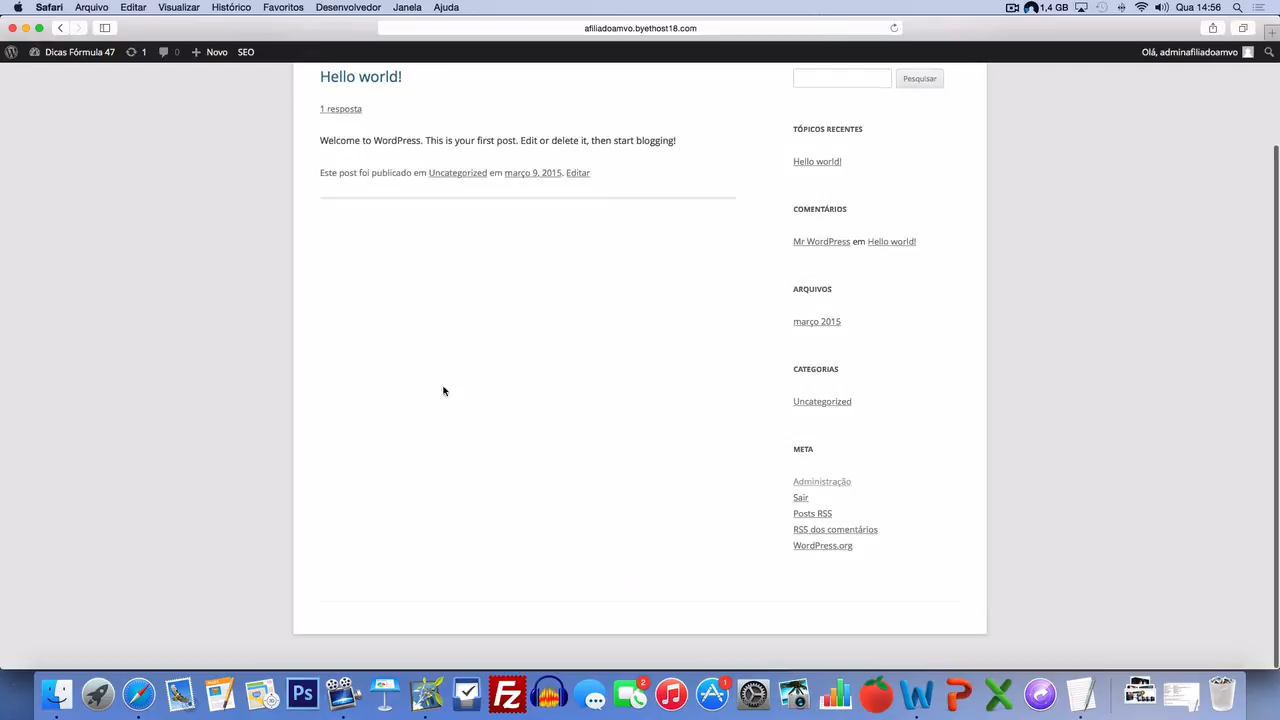 Safari Arquivo Editar Visualizar Histórico Favoritos Desenvolvedor Janela Ajuda 1,4 GB Qua 14:56
afiliadoamvo.byethost18.com
Dicas Fórmula 47 1 0 Novo SEO Olá, adminafiliadoamvo
Hello world!
1 resposta
Welcome to WordPress. This is your first post. Edit or delete it, then start blogging!
Este post foi publicado em Uncategorized em março 9, 2015. Editar
Pesquisar
TÓPICOS RECENTES
Hello world!
COMENTÁRIOS
Mr WordPress em Hello world!
ARQUIVOS
março 2015
CATEGORIAS
Uncategorized
META
Administração
Sair
Posts RSS
RSS dos comentários
WordPress.org
Ps Fz 2 1 W P X